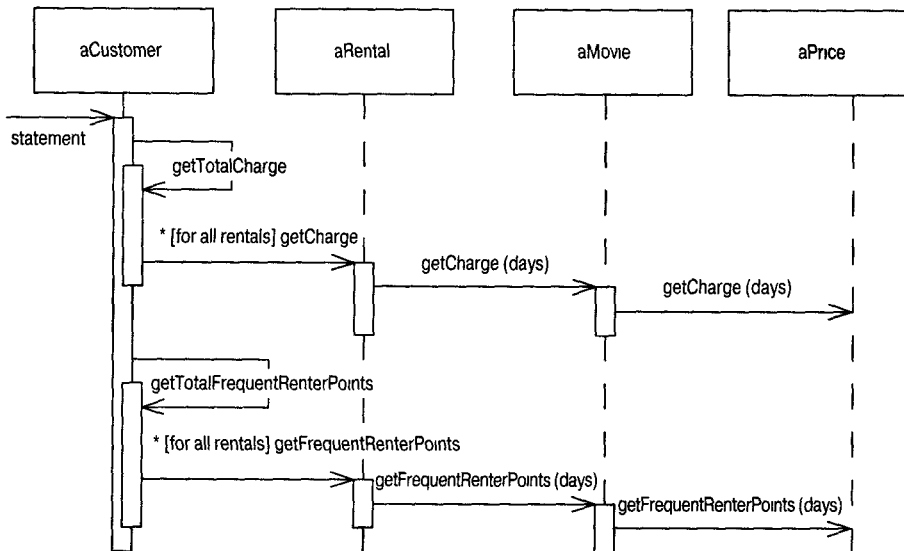 aCustomer
aRental
aMovie
aPrice
statement
getTotalCharge
* [for all rentals] getCharge
getCharge (days)
getCharge (days)
getTotalFrequentRenterPoints
* [for all rentals] getFrequentRenterPoints
getFrequentRenterPoints (days)
getFrequentRenterPoints (days)